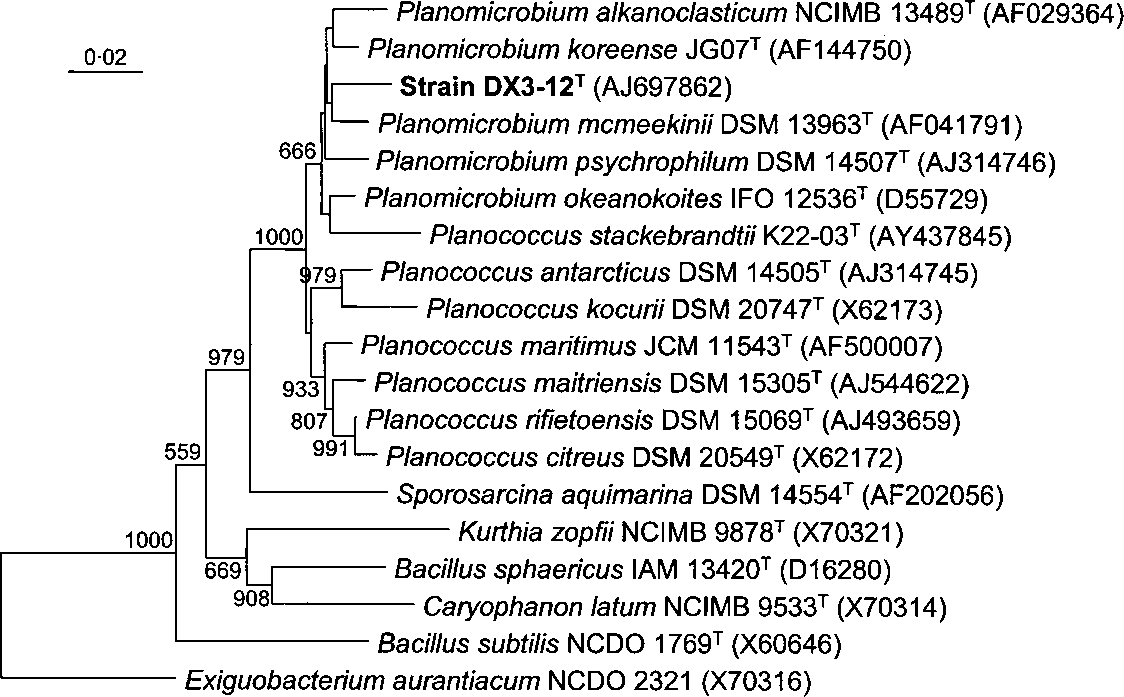 Planomicrobium alkanoclasticum NCIMB 13489ᵀ (AF029364)
Planomicrobium koreense JG07ᵀ (AF144750)
0·02
Strain DX3-12ᵀ (AJ697862)
Planomicrobium mcmeekinii DSM 13963ᵀ (AF041791)
666
Planomicrobium psychrophilum DSM 14507ᵀ (AJ314746)
Planomicrobium okeanokoites IFO 12536ᵀ (D55729)
1000
Planococcus stackebrandtii K22-03ᵀ (AY437845)
979
Planococcus antarcticus DSM 14505ᵀ (AJ314745)
Planococcus kocurii DSM 20747ᵀ (X62173)
979
Planococcus maritimus JCM 11543ᵀ (AF500007)
933
Planococcus maitriensis DSM 15305ᵀ (AJ544622)
807
Planococcus rifietoensis DSM 15069ᵀ (AJ493659)
559
991
Planococcus citreus DSM 20549ᵀ (X62172)
Sporosarcina aquimarina DSM 14554ᵀ (AF202056)
Kurthia zopfii NCIMB 9878ᵀ (X70321)
1000
669
Bacillus sphaericus IAM 13420ᵀ (D16280)
908
Caryophanon latum NCIMB 9533ᵀ (X70314)
Bacillus subtilis NCDO 1769ᵀ (X60646)
Exiguobacterium aurantiacum NCDO 2321 (X70316)